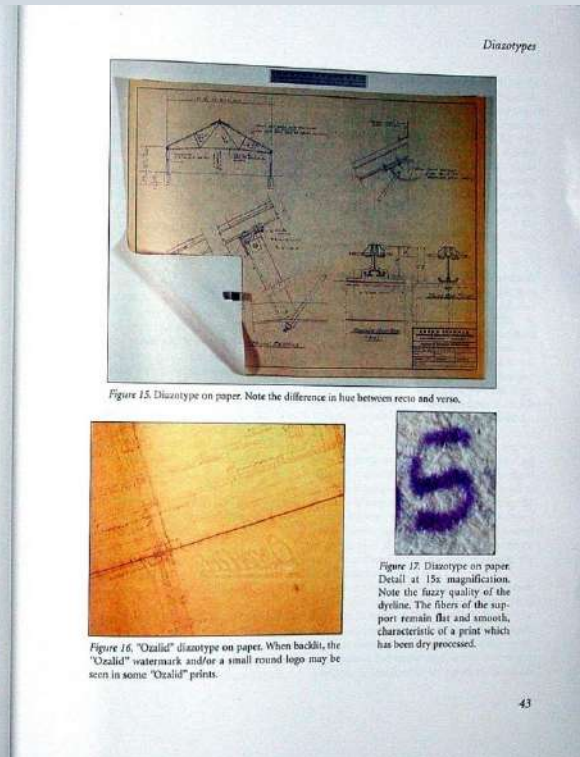 Diazotypes
Figure 15. Diazotype on paper. Note the difference in hue between recto and verso.
Figure 16. "Ozalid" diazotype on paper. When backlit, the
"Ozalid" watermark and/or a small round logo may be
seen in some "Ozalid" prints.
S
Figure 17. Diazotype on paper.
Detail at 15x magnification.
Note the fuzzy quality of the
dyeline. The fibers of the sup-
port remain flat and smooth,
characteristic of a print which
has been dry processed.
43